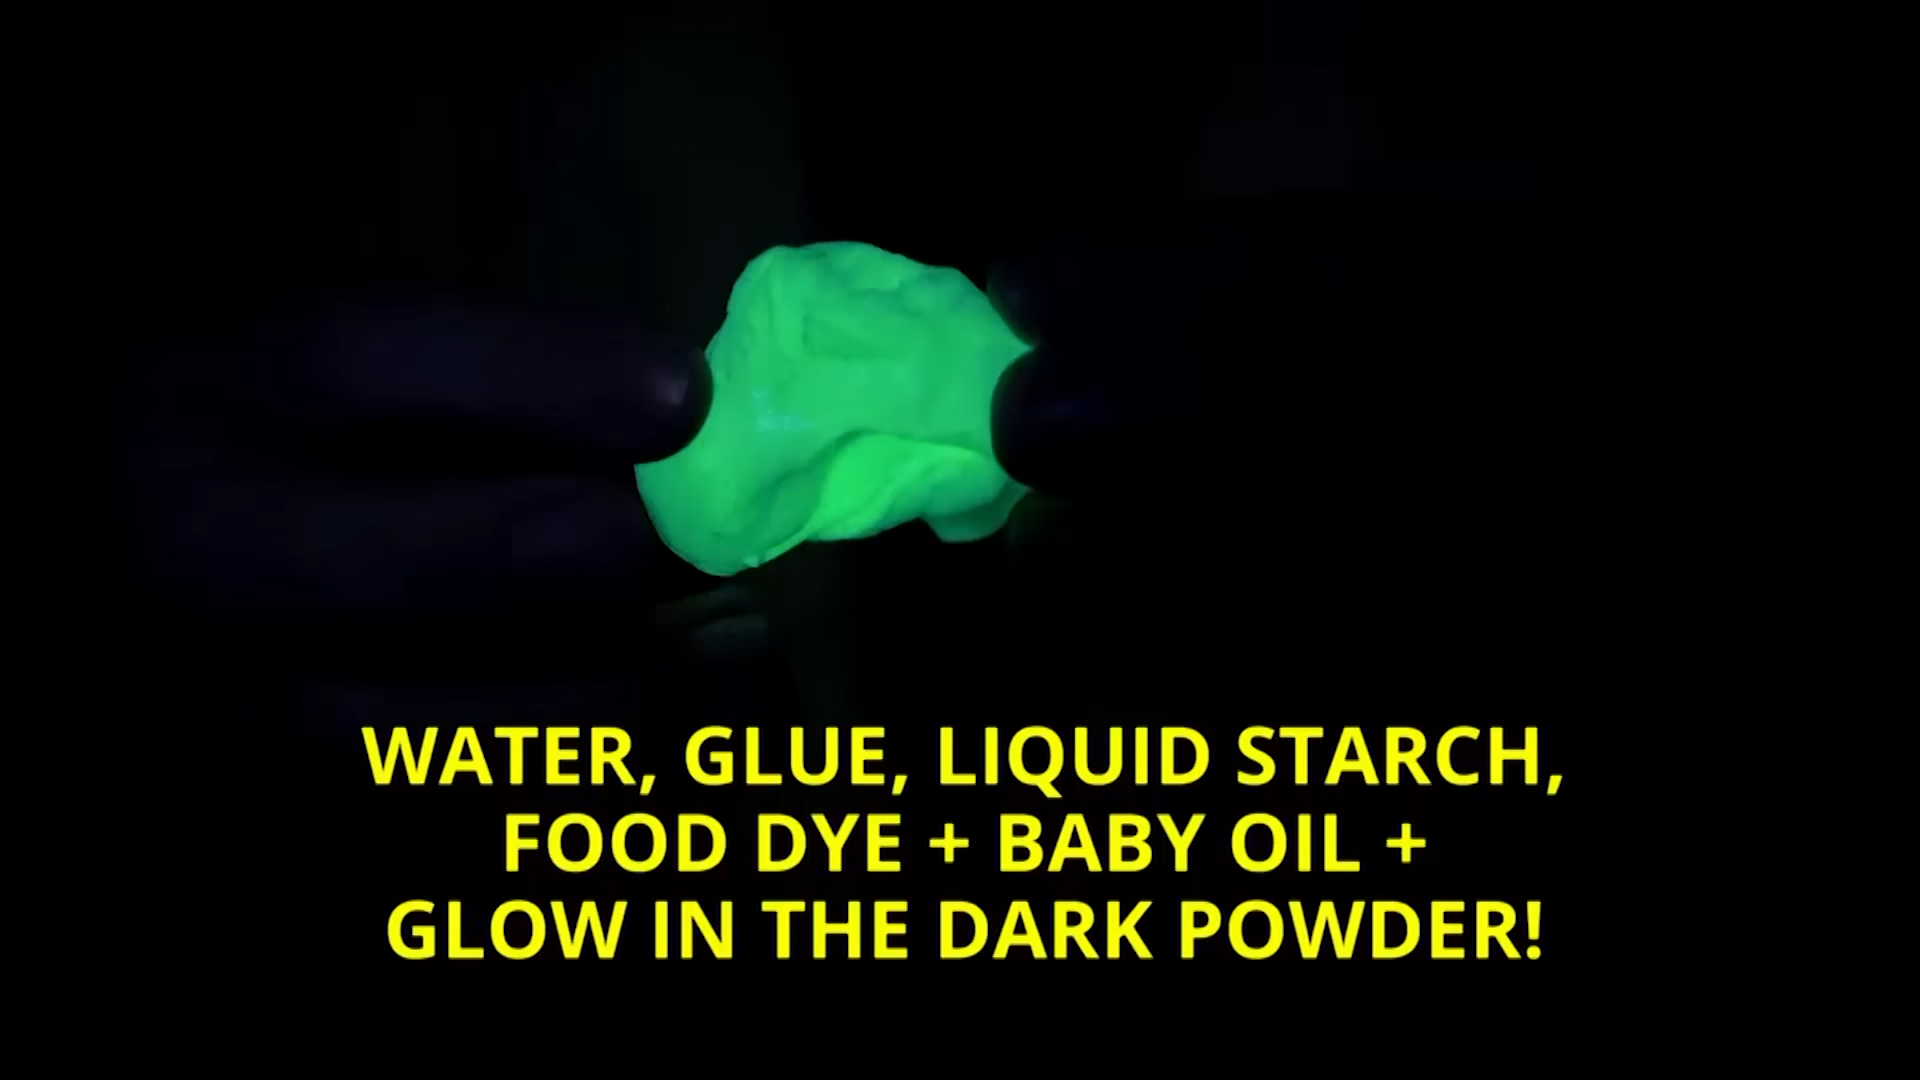 WATER, GLUE, LIQUID STARCH,
FOOD DYE + BABY OIL +
GLOW IN THE DARK POWDER!